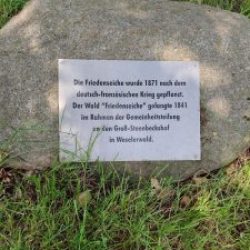 Die Friedenseiche wurde 1871 nach dem
deutsch-französischen Krieg gepflanzt.
Der Wald "Friedenseiche" gelangte 1841
im Rahmen der Gemeinheitsteilung
an den Groß-Steenbeckshof
in Weselerwald.